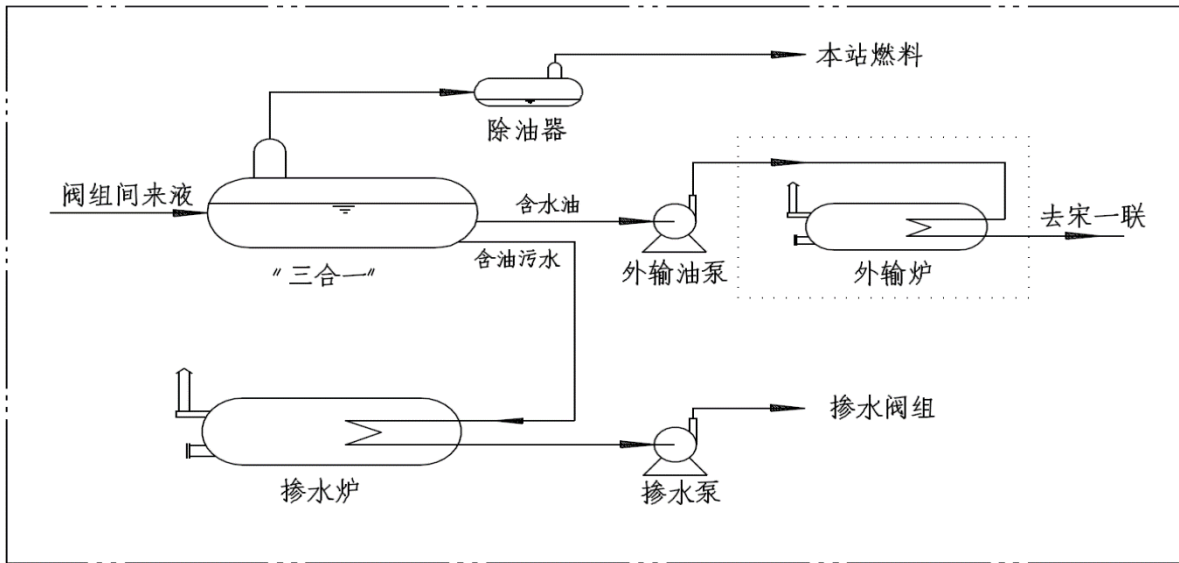 本站燃料
除油器
阀组间来液
含水油
去宋一联
含油污水
"三合一"
外输油泵
外输炉
掺水阀组
掺水炉
掺水泵